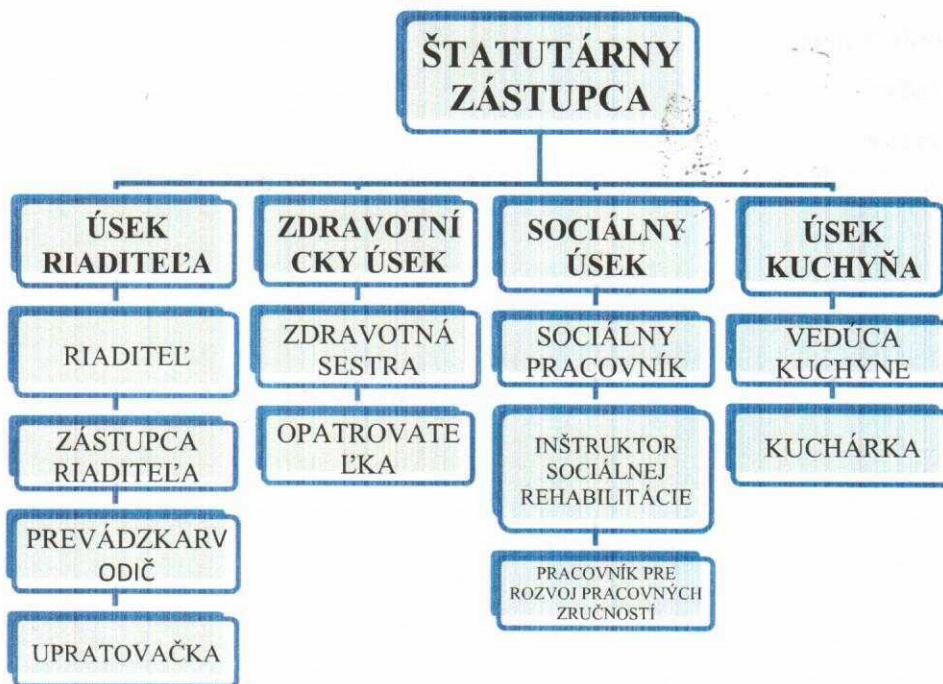 ŠTATUTÁRNY
ZÁSTUPCA
ÚSEK
RIADITEĽA
RIADITEĽ
ZÁSTUPCA
RIADITEĽA
PREVÁDZKARV
ODIČ
UPRATOVAČKA
ZDRAVOTNÍ
CKY ÚSEK
ZDRAVOTNÁ
SESTRA
OPATROVATE
ĽKA
SOCIÁLNY
ÚSEK
SOCIÁLNY
PRACOVNÍK
INŠTRUKTOR
SOCIÁLNEJ
REHABILITÁCIE
PRACOVNÍK PRE
ROZVOJ PRACOVNÝCH
ZRUČNOSTÍ
ÚSEK
KUCHYŇA
VEDÚCA
KUCHYNE
KUCHÁRKA